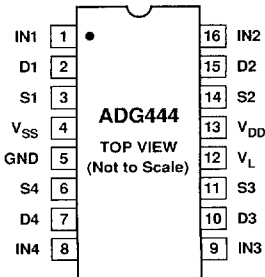 IN1 1 16 IN2
D1 2 15 D2
S1 3 14 S2
VSS 4 13 VDD
GND 5 12 VL
S4 6 11 S3
D4 7 10 D3
IN4 8 9 IN3
ADG444
TOP VIEW
(Not to Scale)